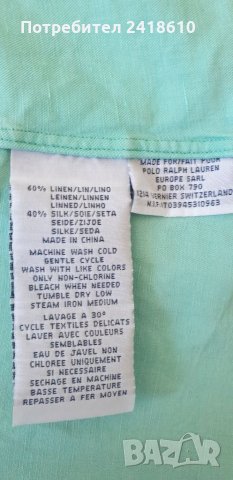 Потребител 2418610
60% LINEN/LIN/LINO
LEINEN/LINNEN
LINNED/LINHO
40% SILK/SOIE/SETA
SEIDE/ZIJDE
SILKE/SEDA
MADE IN CHINA
MACHINE WASH COLD
GENTLE CYCLE
WASH WITH LIKE COLORS
ONLY NON-CHLORINE
BLEACH WHEN NEEDED
TUMBLE DRY LOW
STEAM IRON MEDIUM
LAVAGE A 30°
CYCLE TEXTILES DELICATS
LAVER AVEC COULEURS
SEMBLABLES
EAU DE JAVEL NON
CHLOREE UNIQUEMENT
SI NECESSAIRE
SECHAGE EN MACHINE
BASSE TEMPERATURE
REPASSER A FER MOYEN
MADE FOR/FAIT POUR
POLO RALPH LAUREN
EUROPE SARL
PO BOX 790
1214 VERNIER SWITZERLAND
NIPIT03945310963
BAZAR